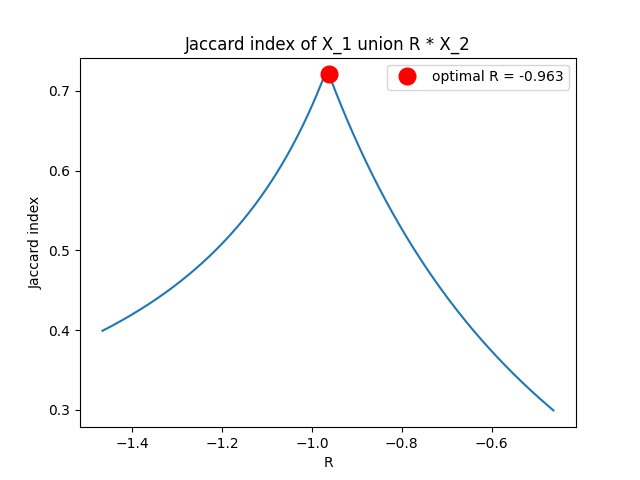 Jaccard index of X_1 union R * X_2
optimal R = -0.963
0.7
0.6
0.5
0.4
0.3
Jaccard index
−1.4
−1.2
−1.0
−0.8
−0.6
R